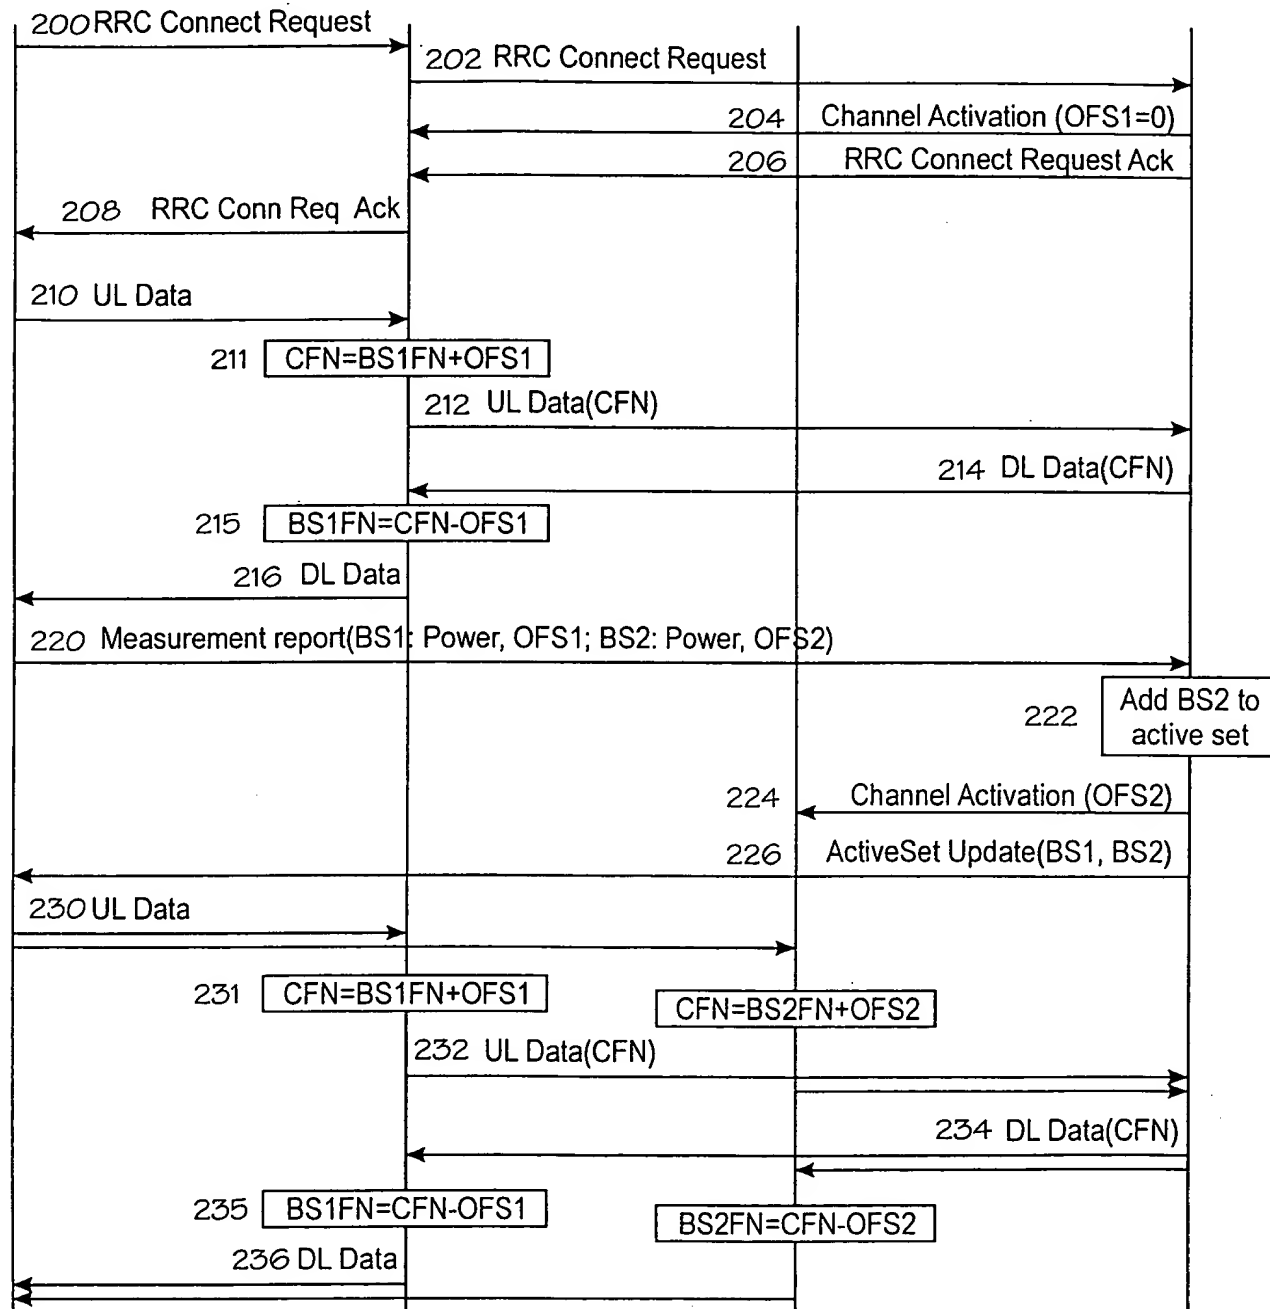 200 RRC Connect Request
202 RRC Connect Request
204 Channel Activation (OFS1=0)
206 RRC Connect Request Ack
208 RRC Conn Req Ack
210 UL Data
211 CFN=BS1FN+OFS1
212 UL Data(CFN)
214 DL Data(CFN)
215 BS1FN=CFN-OFS1
216 DL Data
220 Measurement report(BS1: Power, OFS1; BS2: Power, OFS2)
222 Add BS2 to
active set
224 Channel Activation (OFS2)
226 ActiveSet Update(BS1, BS2)
230 UL Data
231 CFN=BS1FN+OFS1
CFN=BS2FN+OFS2
232 UL Data(CFN)
234 DL Data(CFN)
235 BS1FN=CFN-OFS1
BS2FN=CFN-OFS2
236 DL Data